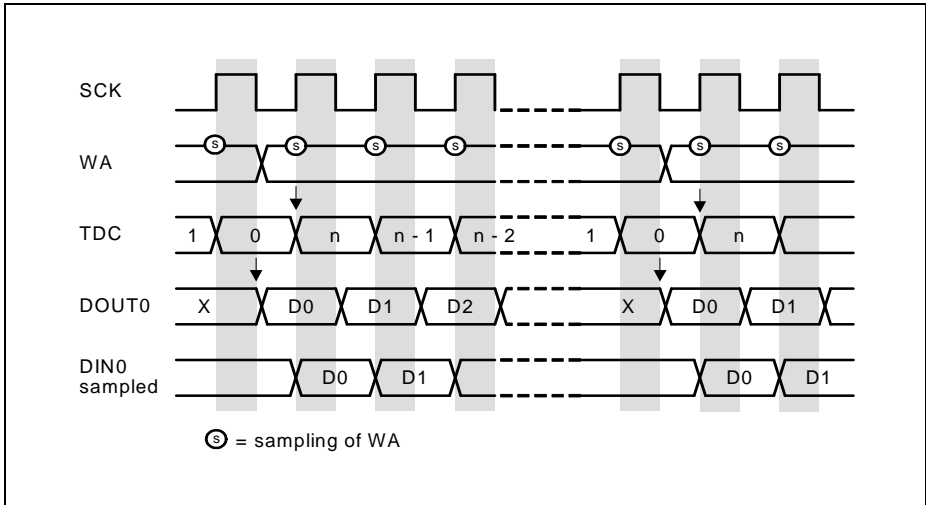 SCK
S S S S S S S
WA
TDC 1 0 n n - 1 n - 2 1 0 n
DOUT0 X D0 D1 D2 X D0 D1
DIN0
sampled D0 D1 D0 D1
S = sampling of WA